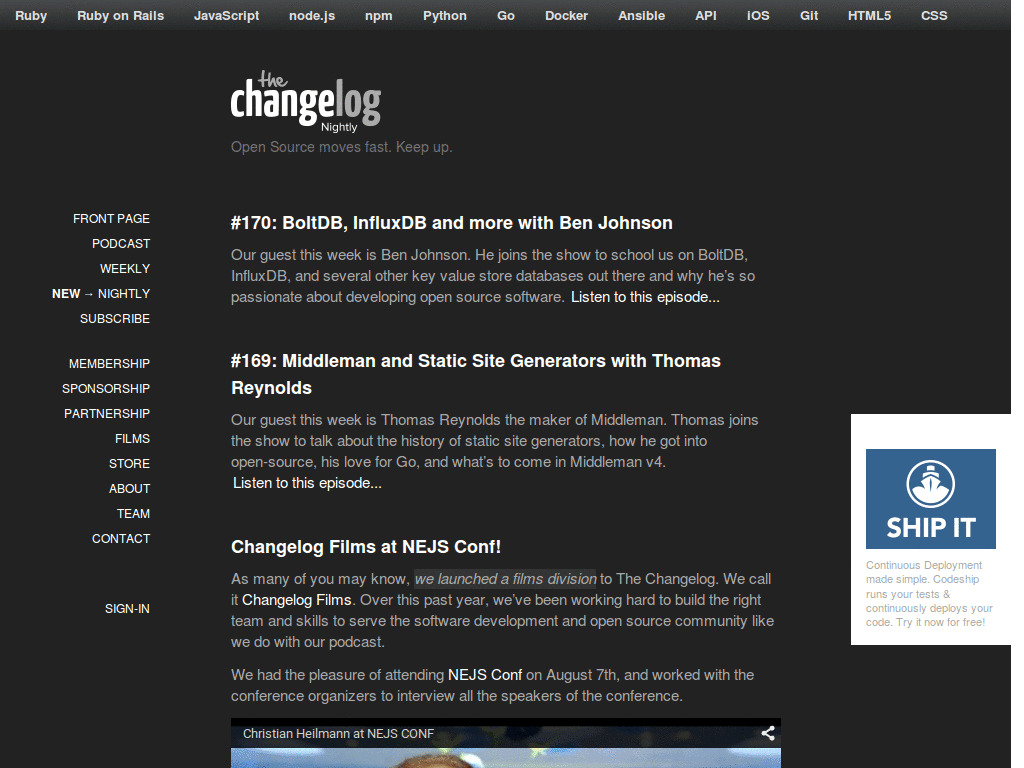 Ruby Ruby on Rails JavaScript node.js npm Python Go Docker Ansible API iOS Git HTML5 CSS
the
changelog
Nightly
Open Source moves fast. Keep up.
FRONT PAGE
PODCAST
WEEKLY
NEW → NIGHTLY
SUBSCRIBE
MEMBERSHIP
SPONSORSHIP
PARTNERSHIP
FILMS
STORE
ABOUT
TEAM
CONTACT
SIGN-IN
#170: BoltDB, InfluxDB and more with Ben Johnson
Our guest this week is Ben Johnson. He joins the show to school us on BoltDB,
InfluxDB, and several other key value store databases out there and why he’s so
passionate about developing open source software. Listen to this episode...
#169: Middleman and Static Site Generators with Thomas
Reynolds
Our guest this week is Thomas Reynolds the maker of Middleman. Thomas joins
the show to talk about the history of static site generators, how he got into
open-source, his love for Go, and what’s to come in Middleman v4.
Listen to this episode...
Changelog Films at NEJS Conf!
As many of you may know, we launched a films division to The Changelog. We call
it Changelog Films. Over this past year, we’ve been working hard to build the right
team and skills to serve the software development and open source community like
we do with our podcast.
We had the pleasure of attending NEJS Conf on August 7th, and worked with the
conference organizers to interview all the speakers of the conference.
Christian Heilmann at NEJS CONF
SHIP IT
Continuous Deployment
made simple. Codeship
runs your tests &
continuously deploys your
code. Try it now for free!